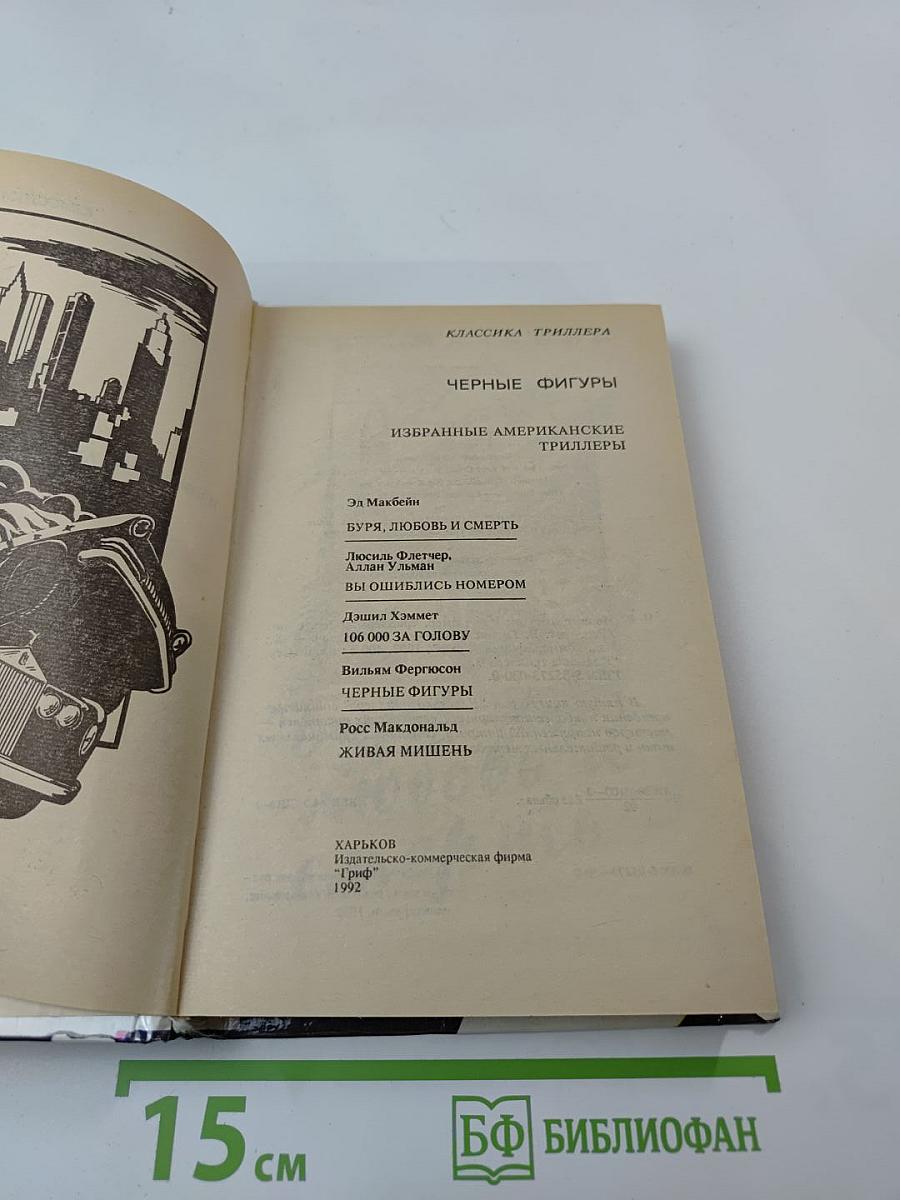 КЛАССИКА ТРИЛЛЕРА
ЧЕРНЫЕ ФИГУРЫ
ИЗБРАННЫЕ АМЕРИКАНСКИЕ
ТРИЛЛЕРЫ
Эд Макбейн
БУРЯ, ЛЮБОВЬ И СМЕРТЬ
Люсиль Флетчер,
Аллан Ульман
ВЫ ОШИБЛИСЬ НОМЕРОМ
Дэшил Хэммет
106 000 ЗА ГОЛОВУ
Вильям Фергюсон
ЧЕРНЫЕ ФИГУРЫ
Росс Макдональд
ЖИВАЯ МИШЕНЬ
ХАРЬКОВ
Издательско-коммерческая фирма
"Гриф"
1992
15 см
БФ БИБЛИОФАН